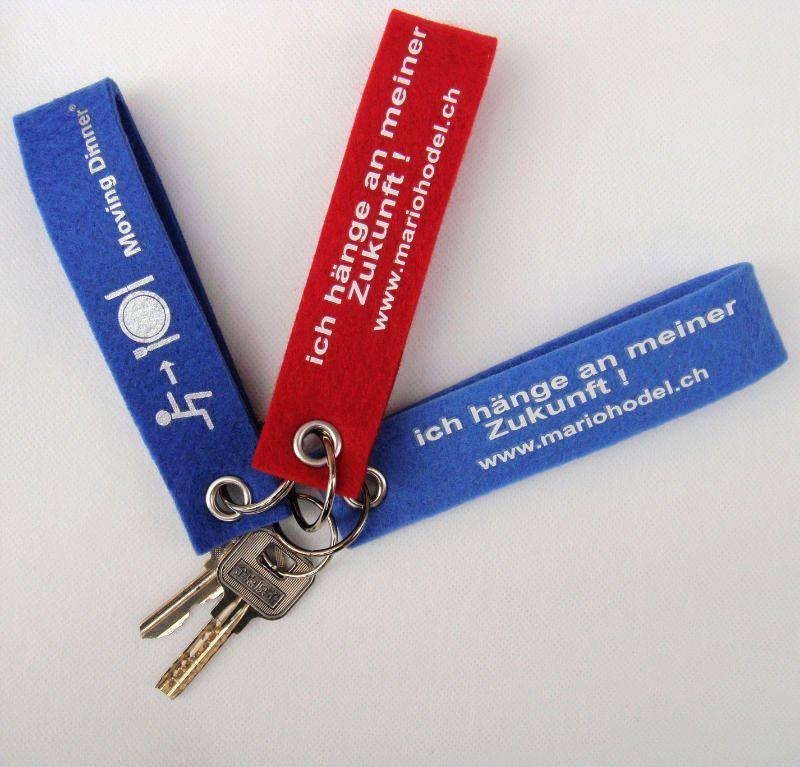 Moving Dinner®
ich hänge an meiner
Zukunft !
www.mariohodel.ch
ich hänge an meiner
Zukunft !
www.mariohodel.ch